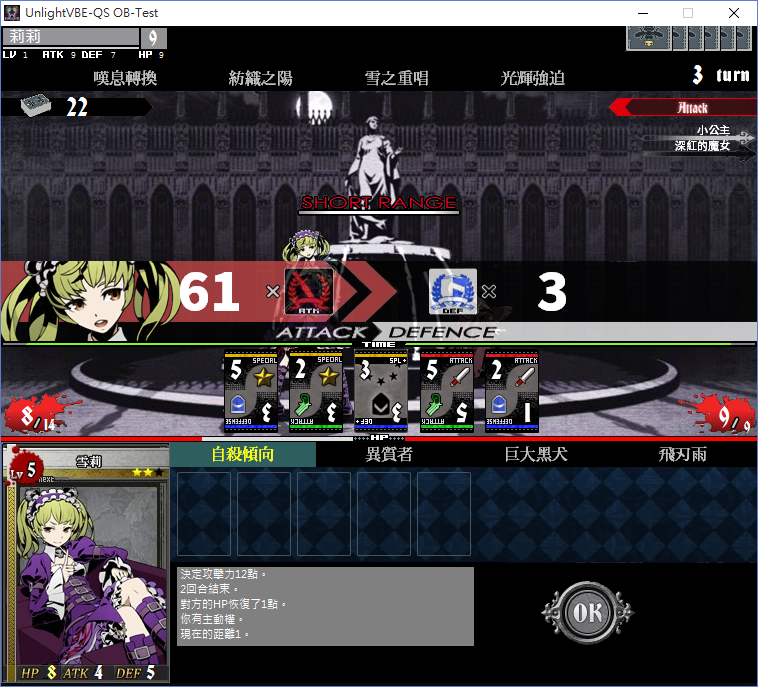 UnlightVBE-QS OB-Test
莉莉 9
LV 1 ATK 9 DEF 7 HP 9
嘆息轉換 紡織之陽 雪之重唱 光輝強迫 3 turn
22 Attack
小公主
深紅的魔女
SHORT RANGE
61 × ATK DEF × 3
ATTACK DEFENCE
TIME
SPECIAL SPECIAL SPL+ ATTACK ATTACK
5 2 3 5 2
3 3 3 5 1
DEFENSE ATTACK DEF+ ATTACK DEFENSE
8/14 9/9
HP
Lv 5 雪莉 自殺傾向 異質者 巨大黑犬 飛刃雨
next
決定攻擊力12點。
2回合結束。
對方的HP恢復了1點。
你有主動權。
現在的距離1。
OK
HP 8 ATK 4 DEF 5